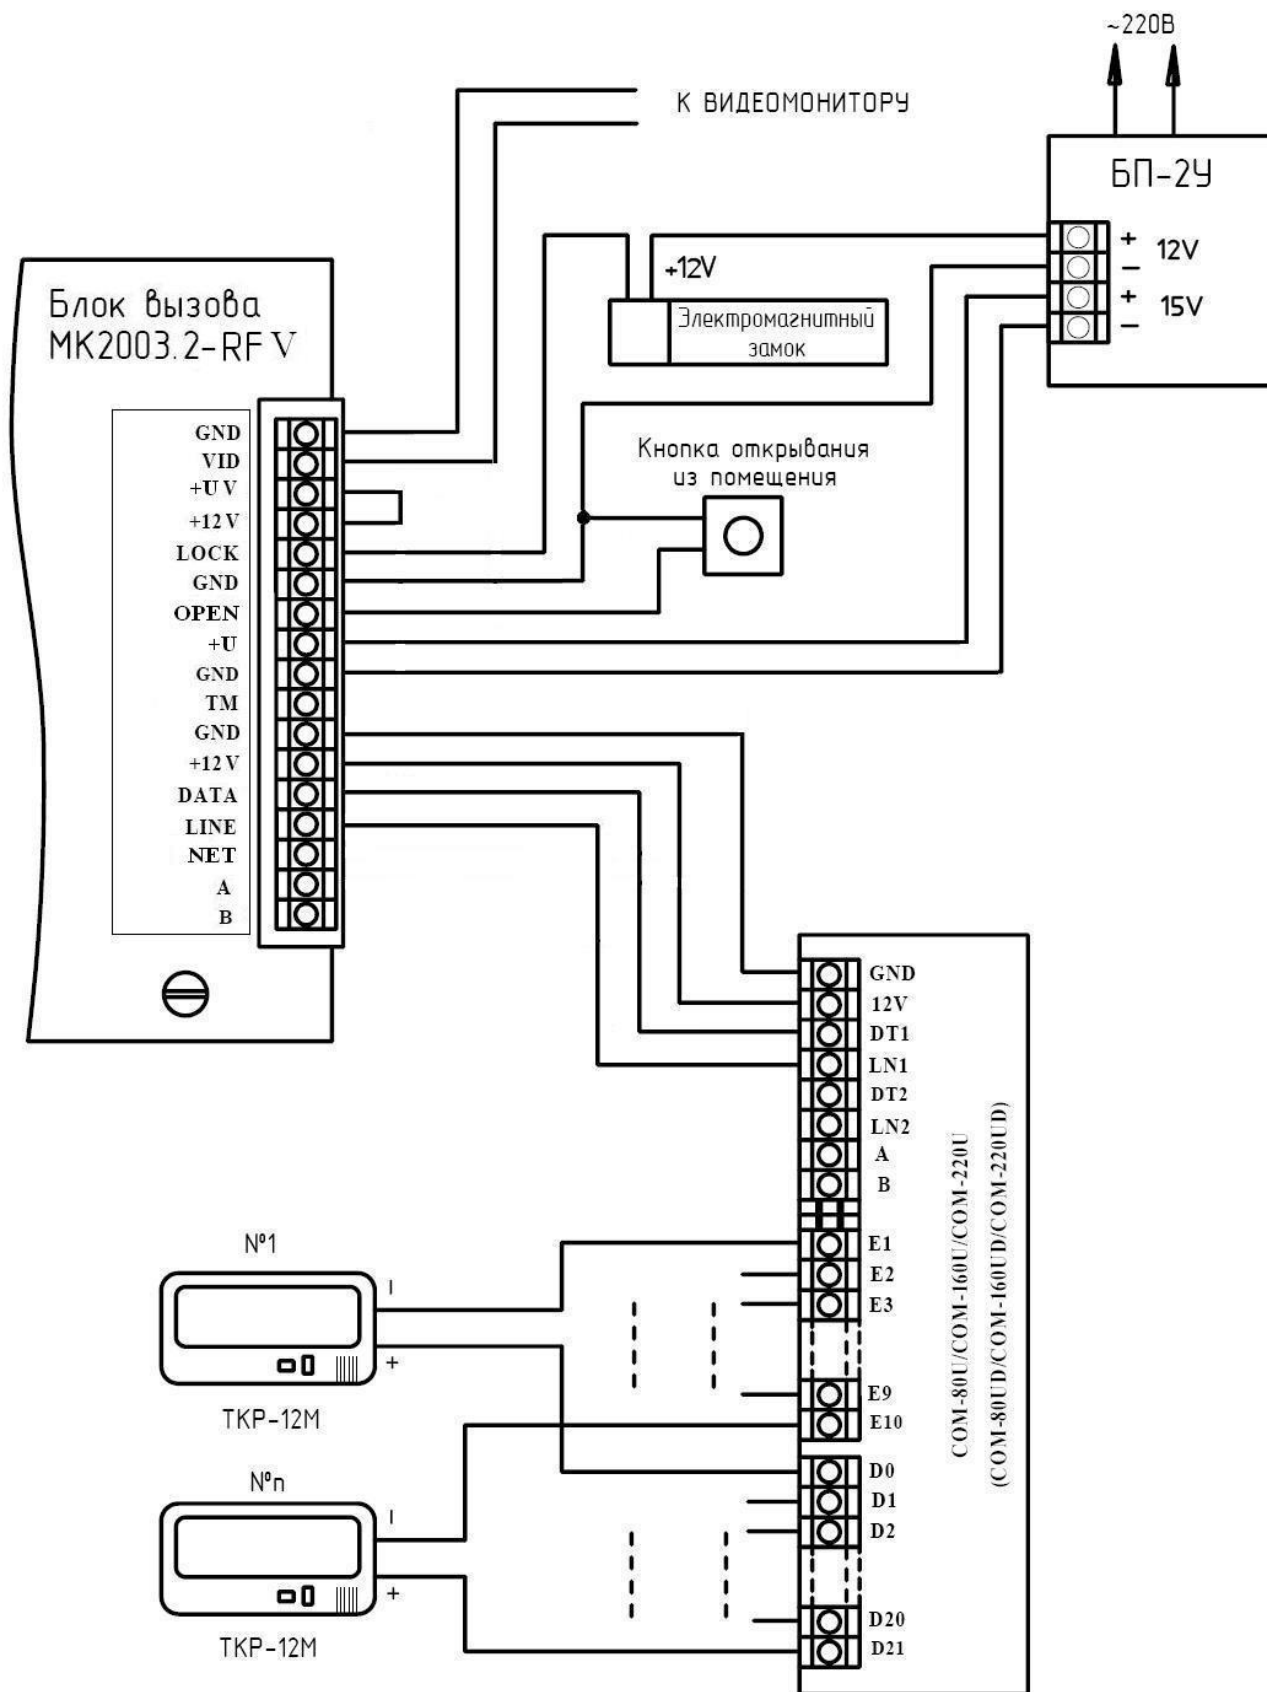 ~220В
К ВИДЕОМОНИТОРУ
БП-2У
+ 12V
–
+ 15V
–
+12V
Электромагнитный
замок
Блок вызова
МК2003.2-RF V
GND
VID
+U V
+12 V
LOCK
GND
OPEN
+U
GND
TM
GND
+12 V
DATA
LINE
NET
A
B
Кнопка открывания
из помещения
GND
12V
DT1
LN1
DT2
LN2
A
B
E1
E2
E3
E9
E10
D0
D1
D2
D20
D21
COM-80U/COM-160U/COM-220U
(COM-80UD/COM-160UD/COM-220UD)
№1
–
+
ТКР-12М
№n
–
+
ТКР-12М